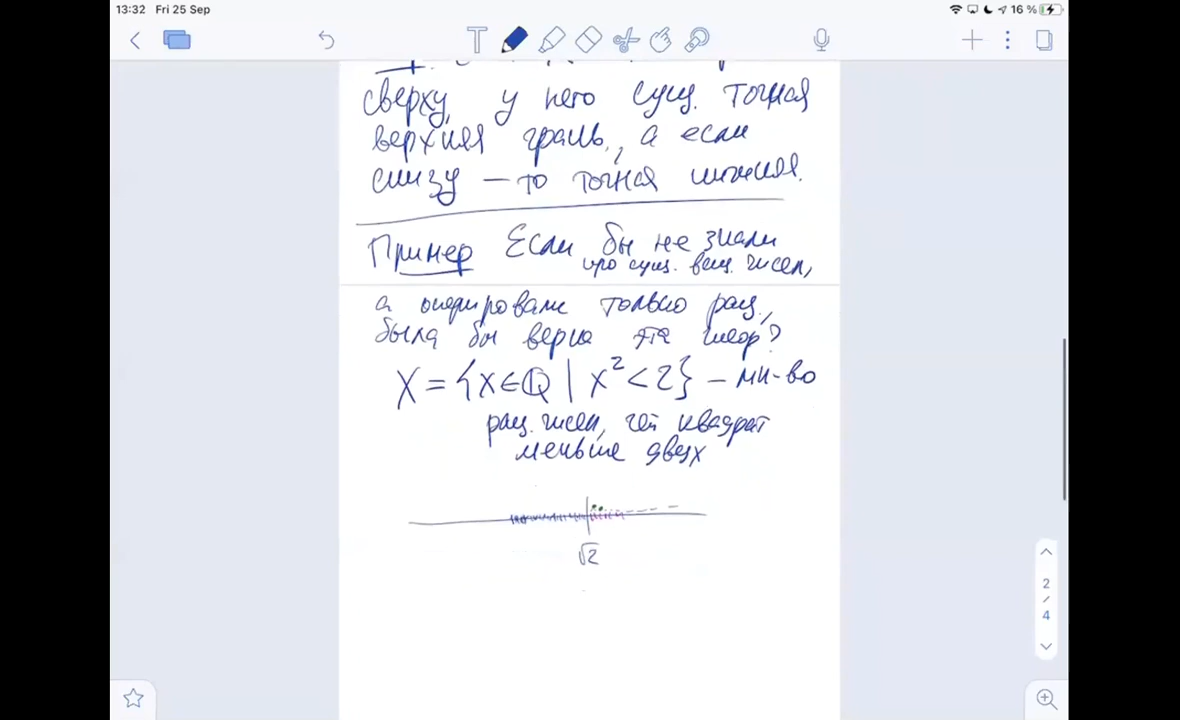 13:32 Fri 25 Sep
16 %
T
сверху, у него сущ. точная
верхняя грань, а если
снизу — то точная нижняя.
Пример Если бы не знали
про сущ. вещ. чисел,
а оперировали только рац.,
была бы верна эта теор?
X = {x∈ℚ | x² < 2} – мн-во
рац. чисел, чей квадрат
меньше двух
√2
2
/
4